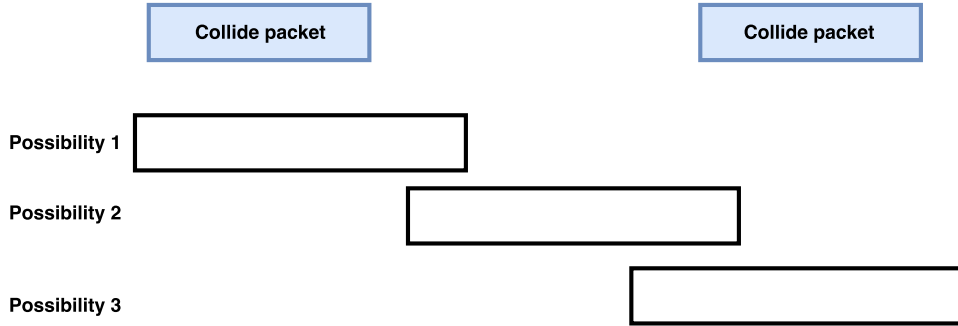 Collide packet
Collide packet
Possibility 1
Possibility 2
Possibility 3